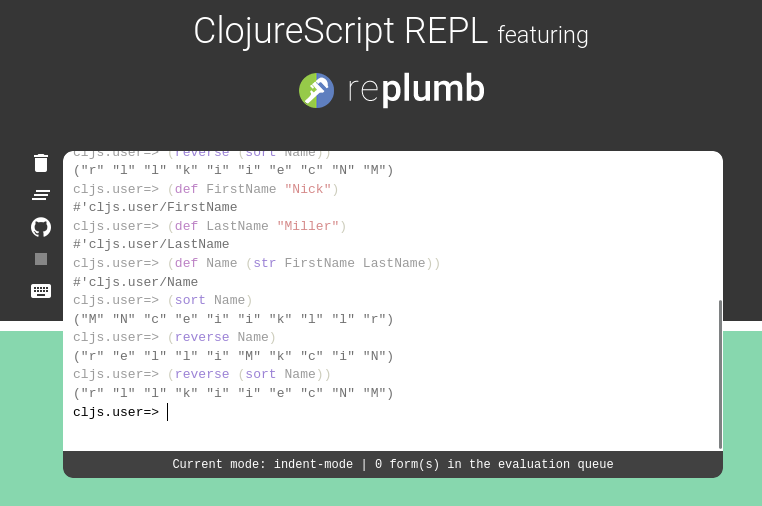 ClojureScript REPL featuring
replumb
cljs.user=> (reverse (sort Name))
("r" "l" "l" "k" "i" "i" "e" "c" "N" "M")
cljs.user=> (def FirstName "Nick")
#'cljs.user/FirstName
cljs.user=> (def LastName "Miller")
#'cljs.user/LastName
cljs.user=> (def Name (str FirstName LastName))
#'cljs.user/Name
cljs.user=> (sort Name)
("M" "N" "c" "e" "i" "i" "k" "l" "l" "r")
cljs.user=> (reverse Name)
("r" "e" "l" "l" "i" "M" "k" "c" "i" "N")
cljs.user=> (reverse (sort Name))
("r" "l" "l" "k" "i" "i" "e" "c" "N" "M")
cljs.user=>
Current mode: indent-mode | 0 form(s) in the evaluation queue